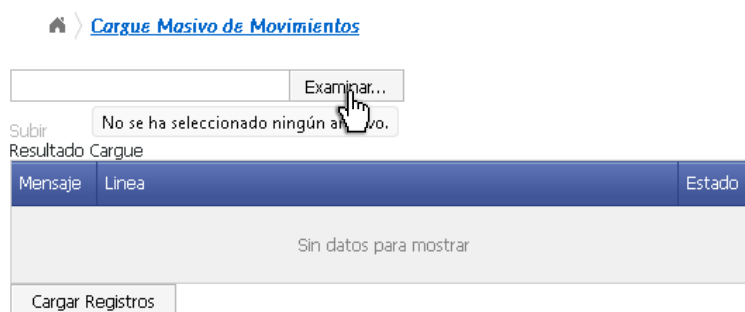 Cargue Masivo de Movimientos
Examinar...
No se ha seleccionado ningún archivo.
Subir
Resultado Cargue
Mensaje Linea Estado
Sin datos para mostrar
Cargar Registros